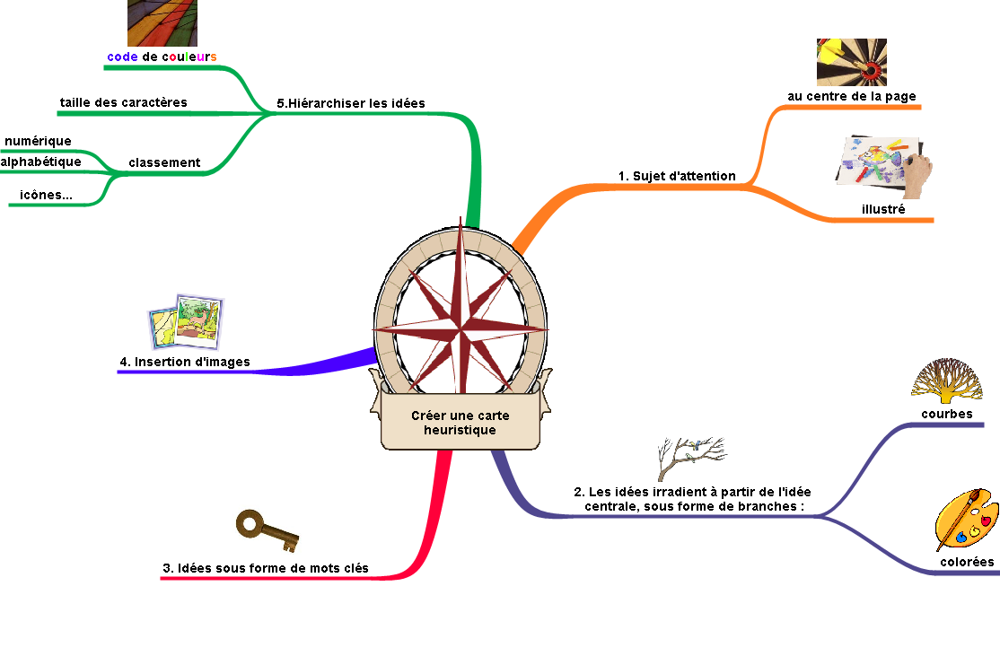 Créer une carte
heuristique
1. Sujet d'attention
au centre de la page
illustré
2. Les idées irradient à partir de l'idée
centrale, sous forme de branches :
courbes
colorées
3. Idées sous forme de mots clés
4. Insertion d'images
5.Hiérarchiser les idées
code de couleurs
taille des caractères
classement
numérique
alphabétique
icônes...